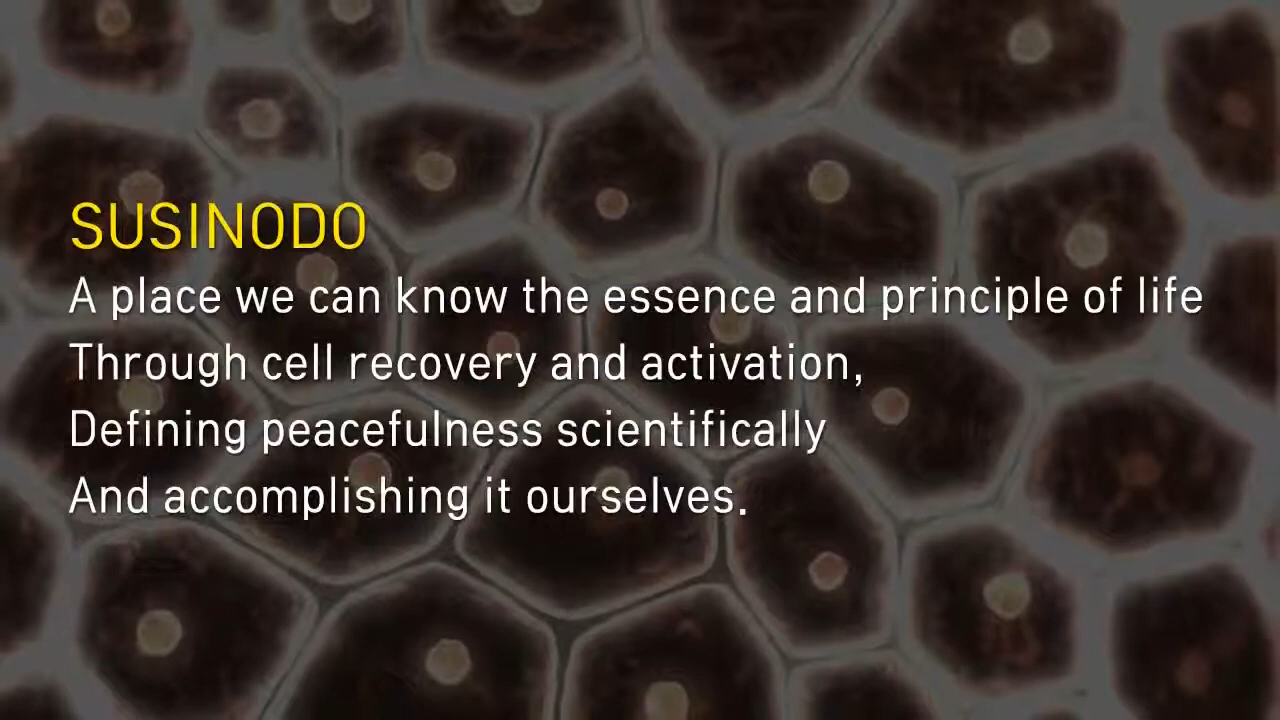 SUSINODO
A place we can know the essence and principle of life
Through cell recovery and activation,
Defining peacefulness scientifically
And accomplishing it ourselves.